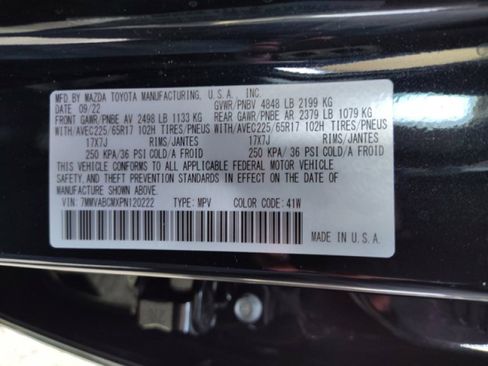 MFD BY MAZDA TOYOTA MANUFACTURING, U.S.A., INC.
DATE 09/22 GVWR/PNBV 4848 LB 2199 KG
FRONT GAWR/PNBE AV 2498 LB 1133 KG REAR GAWR/PNBE AR 2379 LB 1079 KG
WITH/AVEC225/65R17 102H TIRES/PNEUS WITH/AVEC225/65R17 102H TIRES/PNEUS
17X7J RIMS/JANTES 17X7J RIMS/JANTES
250 KPA/36 PSI COLD/A FROID 250 KPA/ 36 PSI COLD/A FROID
THIS VEHICLE CONFORMS TO ALL APPLICABLE FEDERAL MOTOR VEHICLE
SAFETY, AND THEFT PREVENTION STANDARDS IN EFFECT ON THE DATE OF
MANUFACTURE SHOWN ABOVE.
VIN: 7MMVABCMXPN120222 TYPE: MPV COLOR CODE: 41W
MADE IN U.S.A.